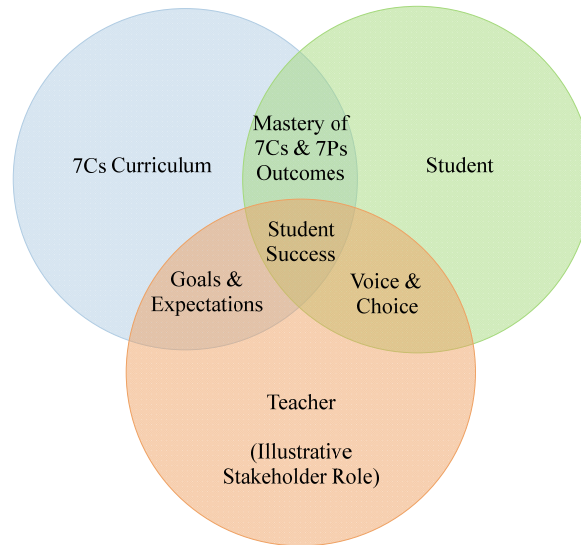 Mastery of
7Cs & 7Ps
Outcomes
7Cs Curriculum
Student
Student
Success
Goals &
Expectations
Voice &
Choice
Teacher
(Illustrative
Stakeholder Role)